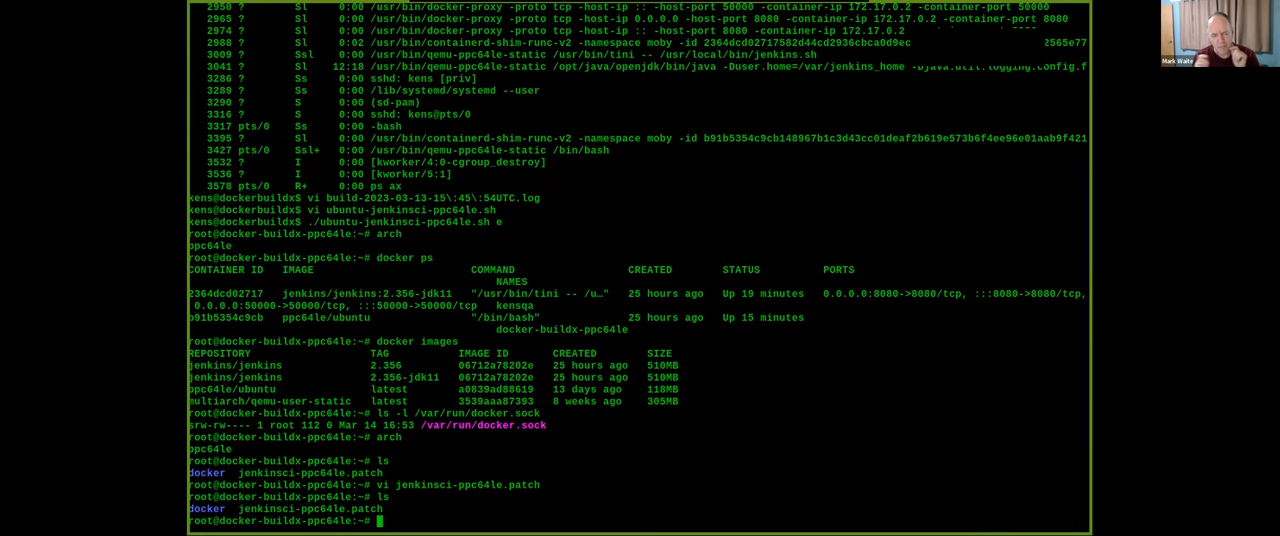 2950 ?        Sl     0:00 /usr/bin/docker-proxy -proto tcp -host-ip :: -host-port 50000 -container-ip 172.17.0.2 -container-port 50000
2965 ?        Sl     0:00 /usr/bin/docker-proxy -proto tcp -host-ip 0.0.0.0 -host-port 8080 -container-ip 172.17.0.2 -container-port 8080
2974 ?        Sl     0:00 /usr/bin/docker-proxy -proto tcp -host-ip :: -host-port 8080 -container-ip 172.17.0.2
2988 ?        Sl     0:02 /usr/bin/containerd-shim-runc-v2 -namespace moby -id 2364dcd02717582d44cd2936cbca0d9ec 2565e77
3009 ?        Ssl    0:00 /usr/bin/qemu-ppc64le-static /usr/bin/tini -- /usr/local/bin/jenkins.sh
3041 ?        Sl    12:18 /usr/bin/qemu-ppc64le-static /opt/java/openjdk/bin/java -Duser.home=/var/jenkins_home -Djava.util.logging.config.f
3286 ?        Ss     0:00 sshd: kens [priv]
3289 ?        Ss     0:00 /lib/systemd/systemd --user
3290 ?        S      0:00 (sd-pam)
3316 ?        S      0:00 sshd: kens@pts/0
3317 pts/0    Ss     0:00 -bash
3395 ?        Sl     0:00 /usr/bin/containerd-shim-runc-v2 -namespace moby -id b91b5354c9cb148967b1c3d43cc01deaf2b619e573b6f4ee96e01aab9f421
3427 pts/0    Ssl+   0:00 /usr/bin/qemu-ppc64le-static /bin/bash
3532 ?        I      0:00 [kworker/4:0-cgroup_destroy]
3536 ?        I      0:00 [kworker/5:1]
3578 pts/0    R+     0:00 ps ax
kens@dockerbuildx$ vi build-2023-03-13-15\:45\:54UTC.log
kens@dockerbuildx$ vi ubuntu-jenkinsci-ppc64le.sh
kens@dockerbuildx$ ./ubuntu-jenkinsci-ppc64le.sh e
root@docker-buildx-ppc64le:~# arch
ppc64le
root@docker-buildx-ppc64le:~# docker ps
CONTAINER ID   IMAGE                        COMMAND                  CREATED        STATUS          PORTS
NAMES
2364dcd02717   jenkins/jenkins:2.356-jdk11   "/usr/bin/tini -- /u…"   25 hours ago   Up 19 minutes   0.0.0.0:8080->8080/tcp, :::8080->8080/tcp,
0.0.0.0:50000->50000/tcp, :::50000->50000/tcp   kensqa
b91b5354c9cb   ppc64le/ubuntu                "/bin/bash"              25 hours ago   Up 15 minutes
docker-buildx-ppc64le
root@docker-buildx-ppc64le:~# docker images
REPOSITORY                   TAG           IMAGE ID       CREATED        SIZE
jenkins/jenkins              2.356         06712a78202e   25 hours ago   510MB
jenkins/jenkins              2.356-jdk11   06712a78202e   25 hours ago   510MB
ppc64le/ubuntu               latest        a0839ad88619   13 days ago    118MB
multiarch/qemu-user-static   latest        3539aaa87393   8 weeks ago    305MB
root@docker-buildx-ppc64le:~# ls -l /var/run/docker.sock
srw-rw---- 1 root 112 0 Mar 14 16:53 /var/run/docker.sock
root@docker-buildx-ppc64le:~# arch
ppc64le
root@docker-buildx-ppc64le:~# ls
docker  jenkinsci-ppc64le.patch
root@docker-buildx-ppc64le:~# vi jenkinsci-ppc64le.patch
root@docker-buildx-ppc64le:~# ls
docker  jenkinsci-ppc64le.patch
root@docker-buildx-ppc64le:~#
Mark Waite